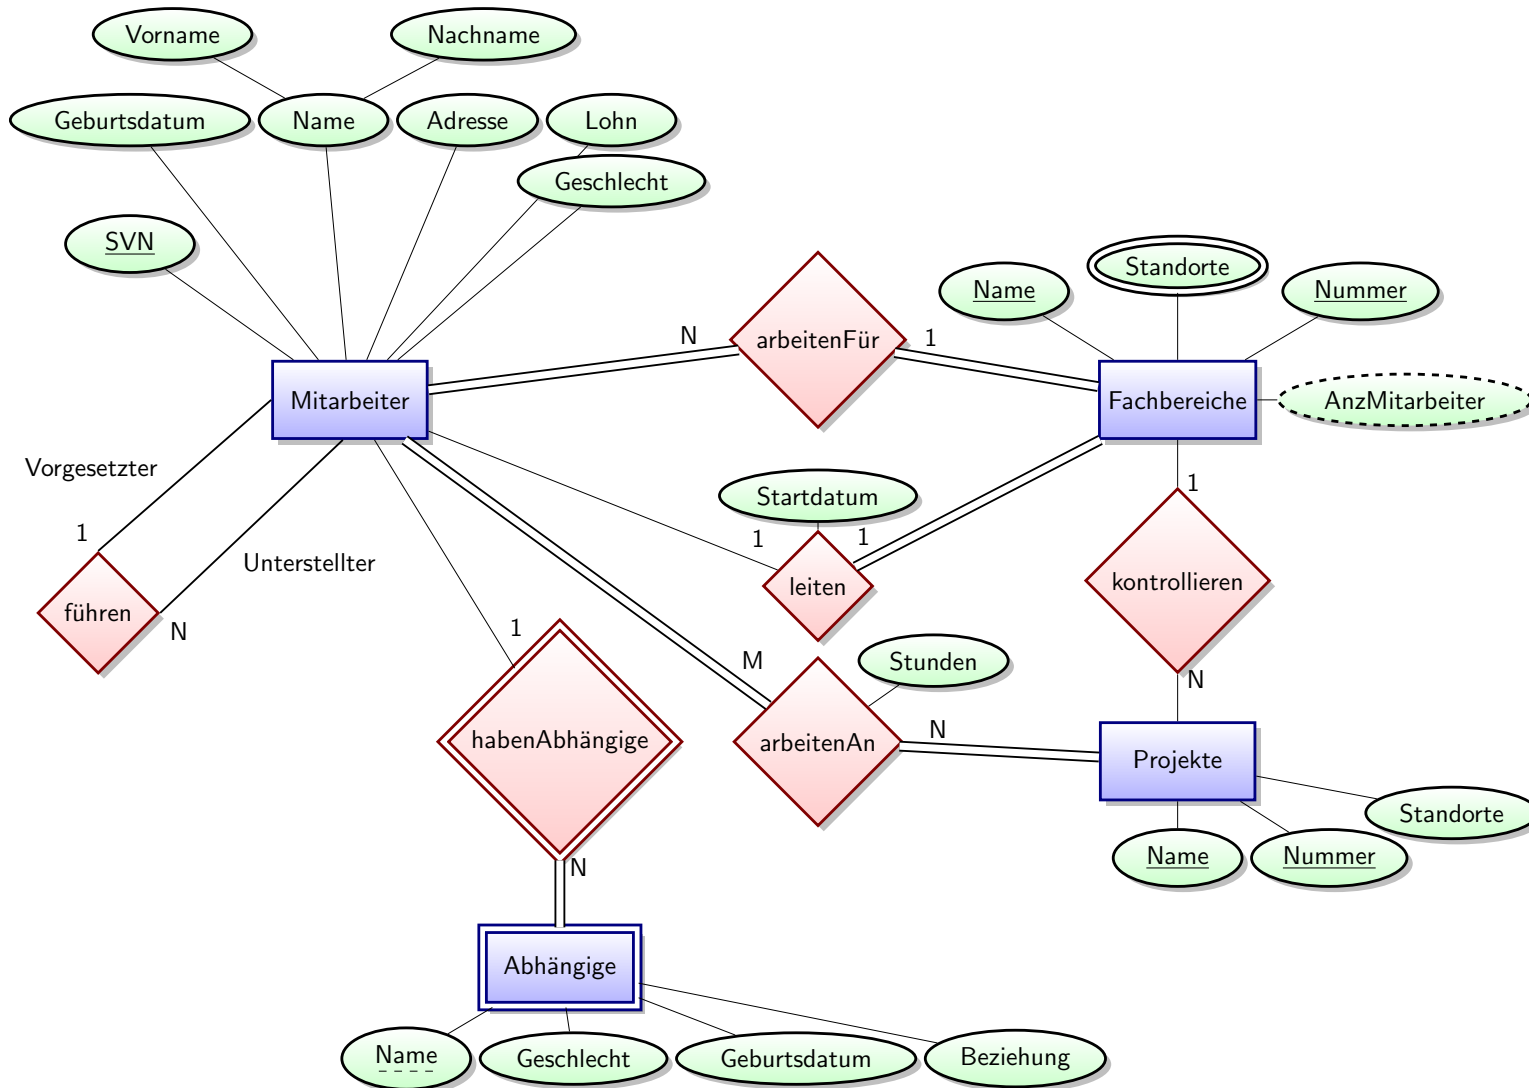 Vorname
Nachname
Geburtsdatum
Name
Adresse
Lohn
Geschlecht
SVN
Standorte
Name
Nummer
N
arbeitenFür
1
Mitarbeiter
Fachbereiche
AnzMitarbeiter
Vorgesetzter
Startdatum
1
1
1
1
Unterstellter
leiten
kontrollieren
führen
N
1
M
Stunden
N
habenAbhängige
arbeitenAn
N
Projekte
Standorte
Name
Nummer
N
Abhängige
Name
Geschlecht
Geburtsdatum
Beziehung